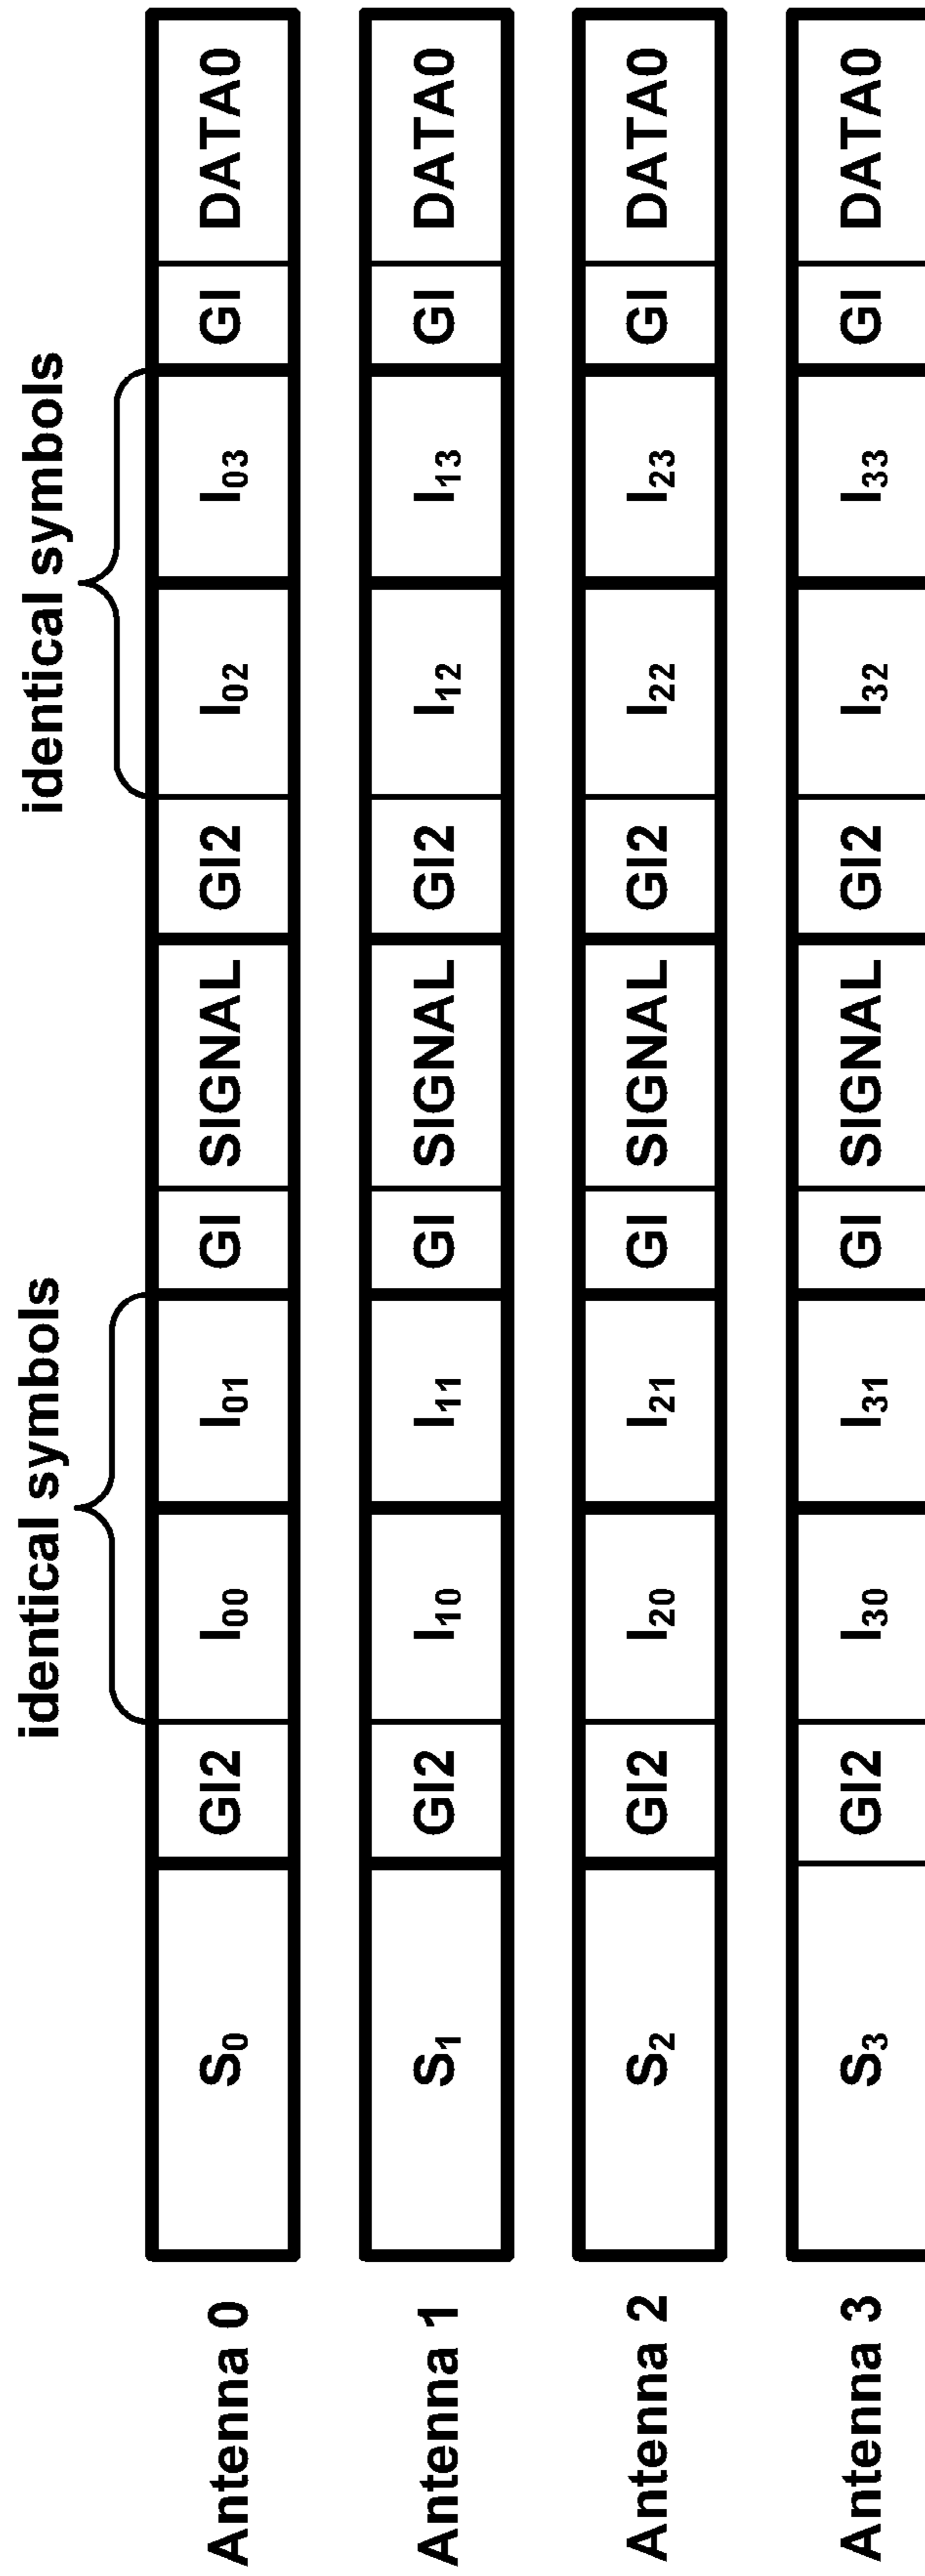 identical symbols identical symbols
Antenna 0 S₀ GI2 I₀₀ I₀₁ GI SIGNAL GI2 I₀₂ I₀₃ GI DATA0
Antenna 1 S₁ GI2 I₁₀ I₁₁ GI SIGNAL GI2 I₁₂ I₁₃ GI DATA0
Antenna 2 S₂ GI2 I₂₀ I₂₁ GI SIGNAL GI2 I₂₂ I₂₃ GI DATA0
Antenna 3 S₃ GI2 I₃₀ I₃₁ GI SIGNAL GI2 I₃₂ I₃₃ GI DATA0